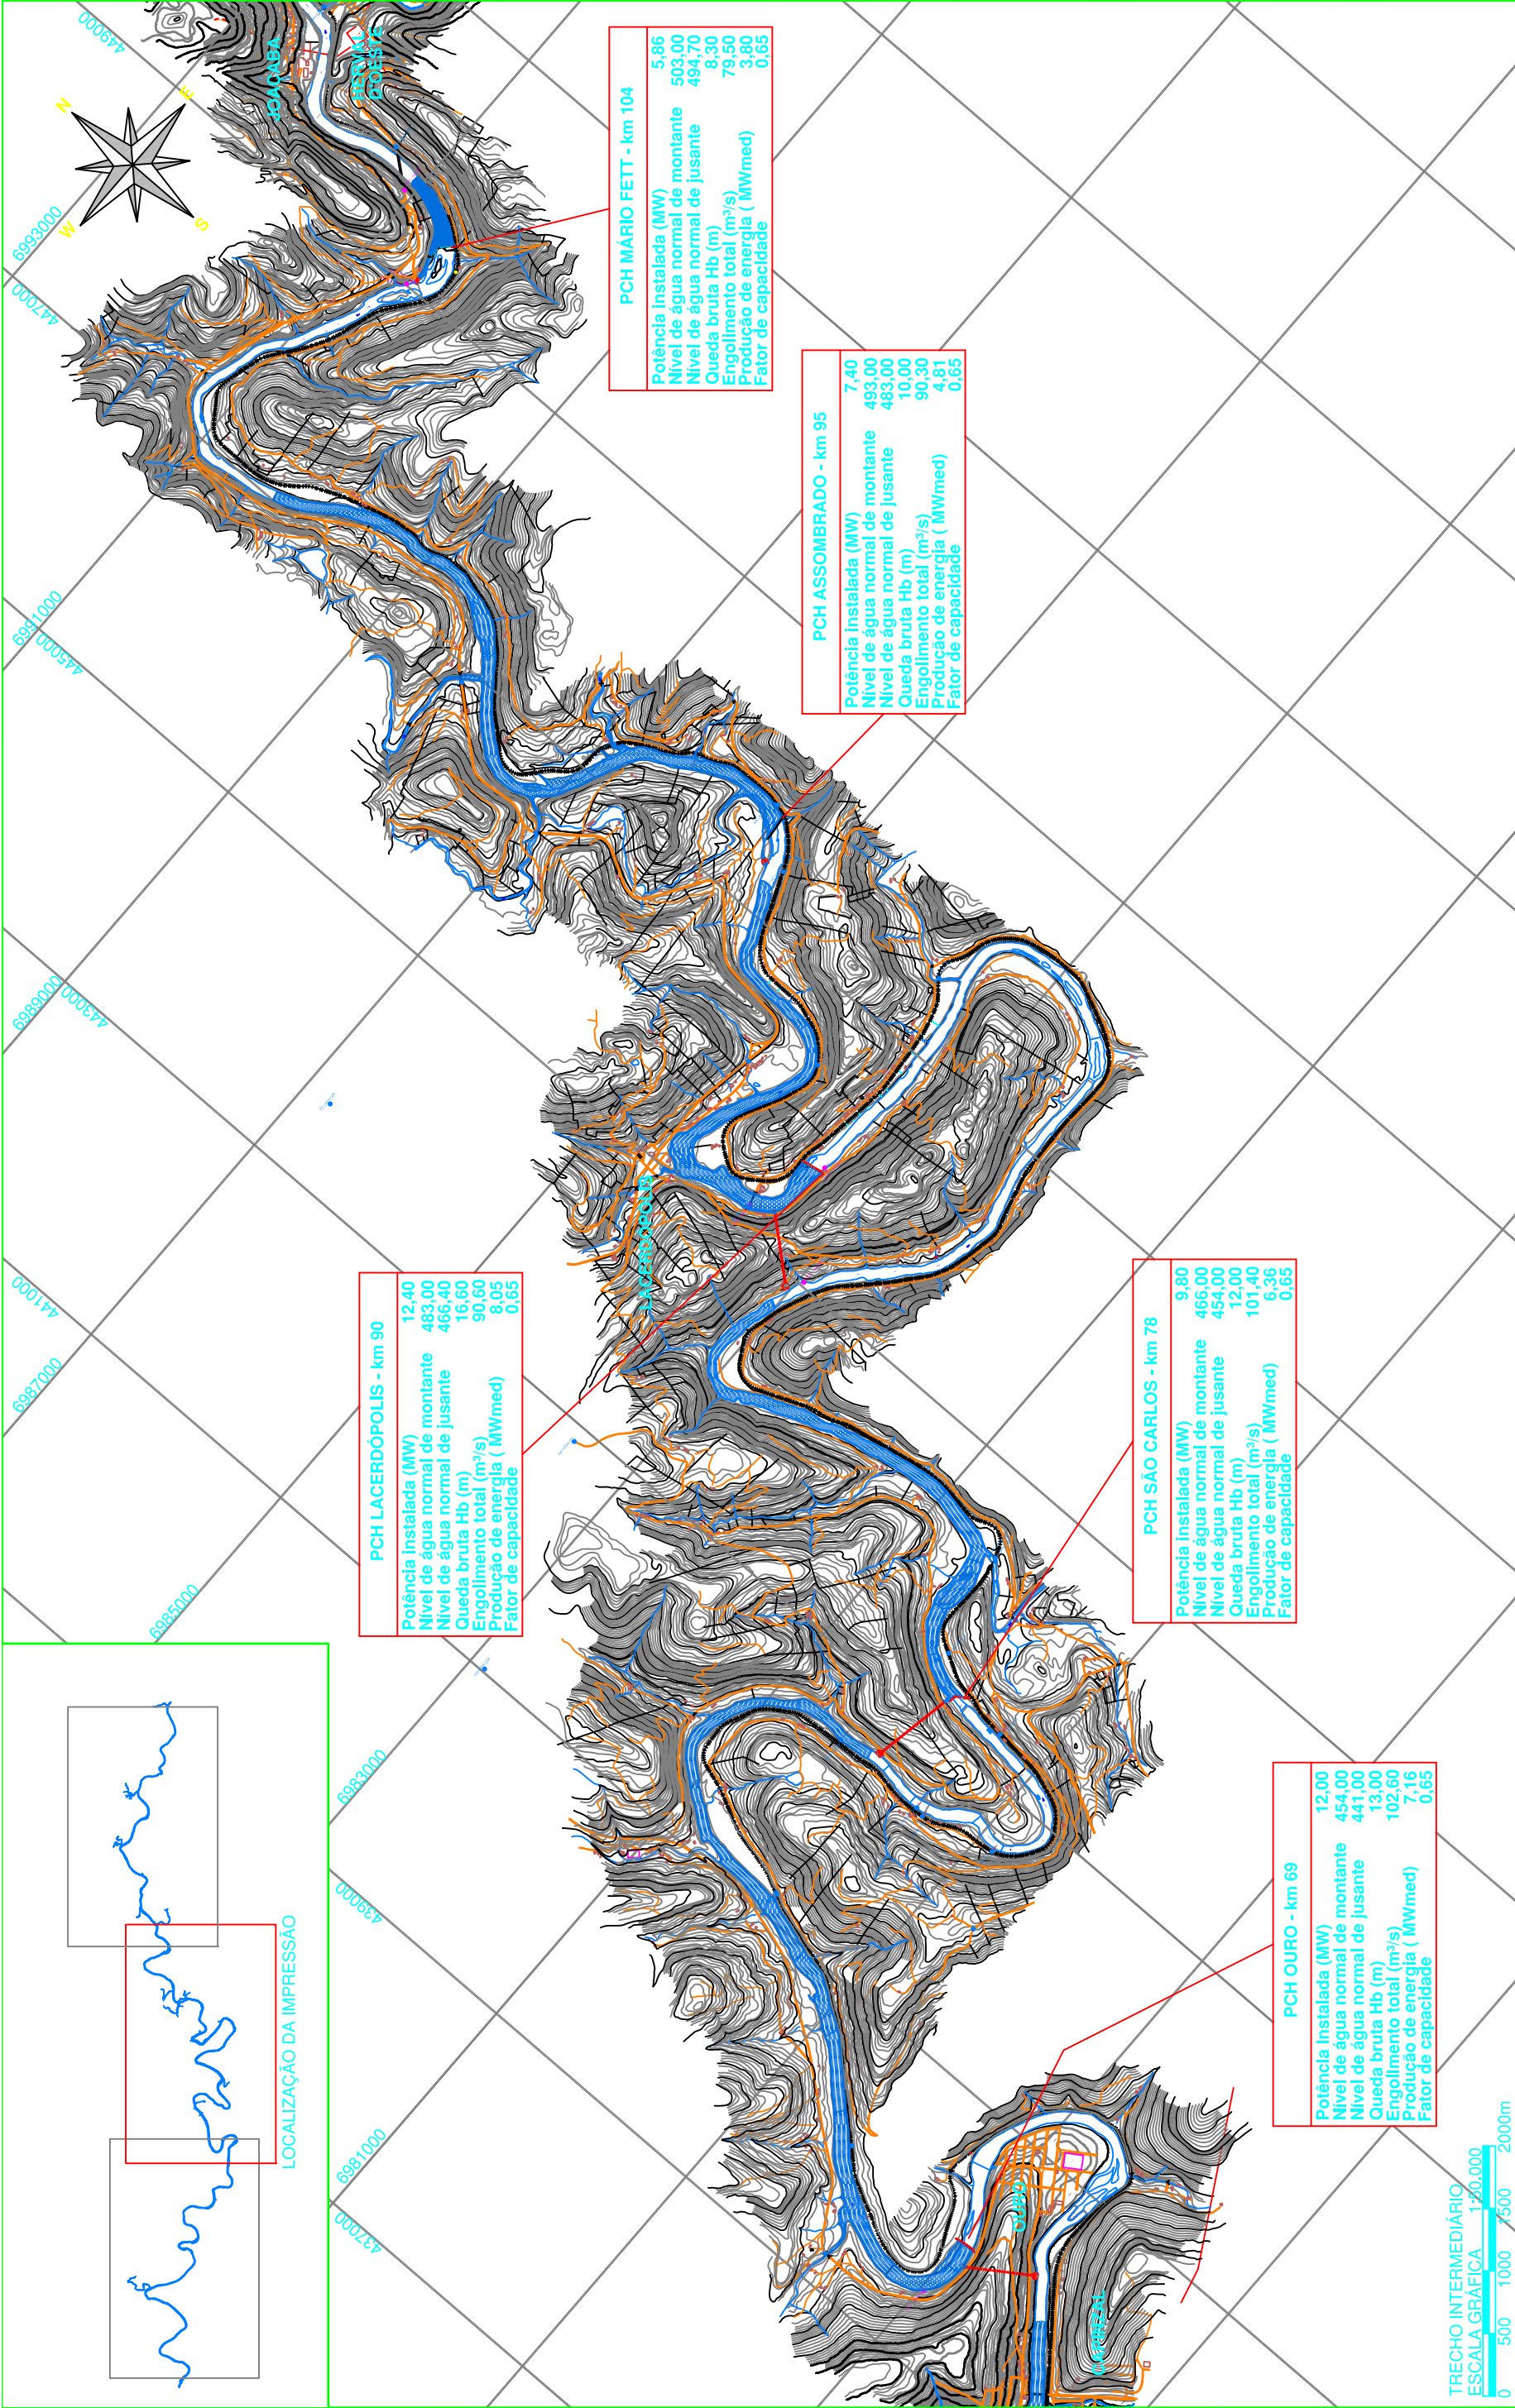 JOAÇABA
HERVAL
D'OESTE
N
E
S
W
449000
6993000
447000
6991000
445000
6989000
443000
441000
6987000
6985000
6983000
439000
6981000
437000
PCH MÁRIO FETT - km 104
Potência instalada (MW) 5,86
Nível de água normal de montante 503,00
Nível de água normal de jusante 494,70
Queda bruta Hb (m) 8,30
Engolimento total (m³/s) 79,50
Produção de energia ( MWmed) 3,80
Fator de capacidade 0,65
PCH ASSOMBRADO - km 95
Potência instalada (MW) 7,40
Nível de água normal de montante 493,00
Nível de água normal de jusante 483,00
Queda bruta Hb (m) 10,00
Engolimento total (m³/s) 90,30
Produção de energia ( MWmed) 4,81
Fator de capacidade 0,65
LACERDÓPOLIS
PCH LACERDÓPOLIS - km 90
Potência instalada (MW) 12,40
Nível de água normal de montante 483,00
Nível de água normal de jusante 466,40
Queda bruta Hb (m) 16,60
Engolimento total (m³/s) 90,60
Produção de energia ( MWmed) 8,05
Fator de capacidade 0,65
PCH SÃO CARLOS - km 78
Potência instalada (MW) 9,80
Nível de água normal de montante 466,00
Nível de água normal de jusante 454,00
Queda bruta Hb (m) 12,00
Engolimento total (m³/s) 101,40
Produção de energia ( MWmed) 6,36
Fator de capacidade 0,65
PCH OURO - km 69
Potência Instalada (MW) 12,00
Nível de água normal de montante 454,00
Nível de água normal de jusante 441,00
Queda bruta Hb (m) 13,00
Engolimento total (m³/s) 102,60
Produção de energia ( MWmed) 7,16
Fator de capacidade 0,65
OURO
CAPINZAL
LOCALIZAÇÃO DA IMPRESSÃO
TRECHO INTERMEDIÁRIO
ESCALA GRÁFICA 1:50.000
0 500 1000 1500 2000m